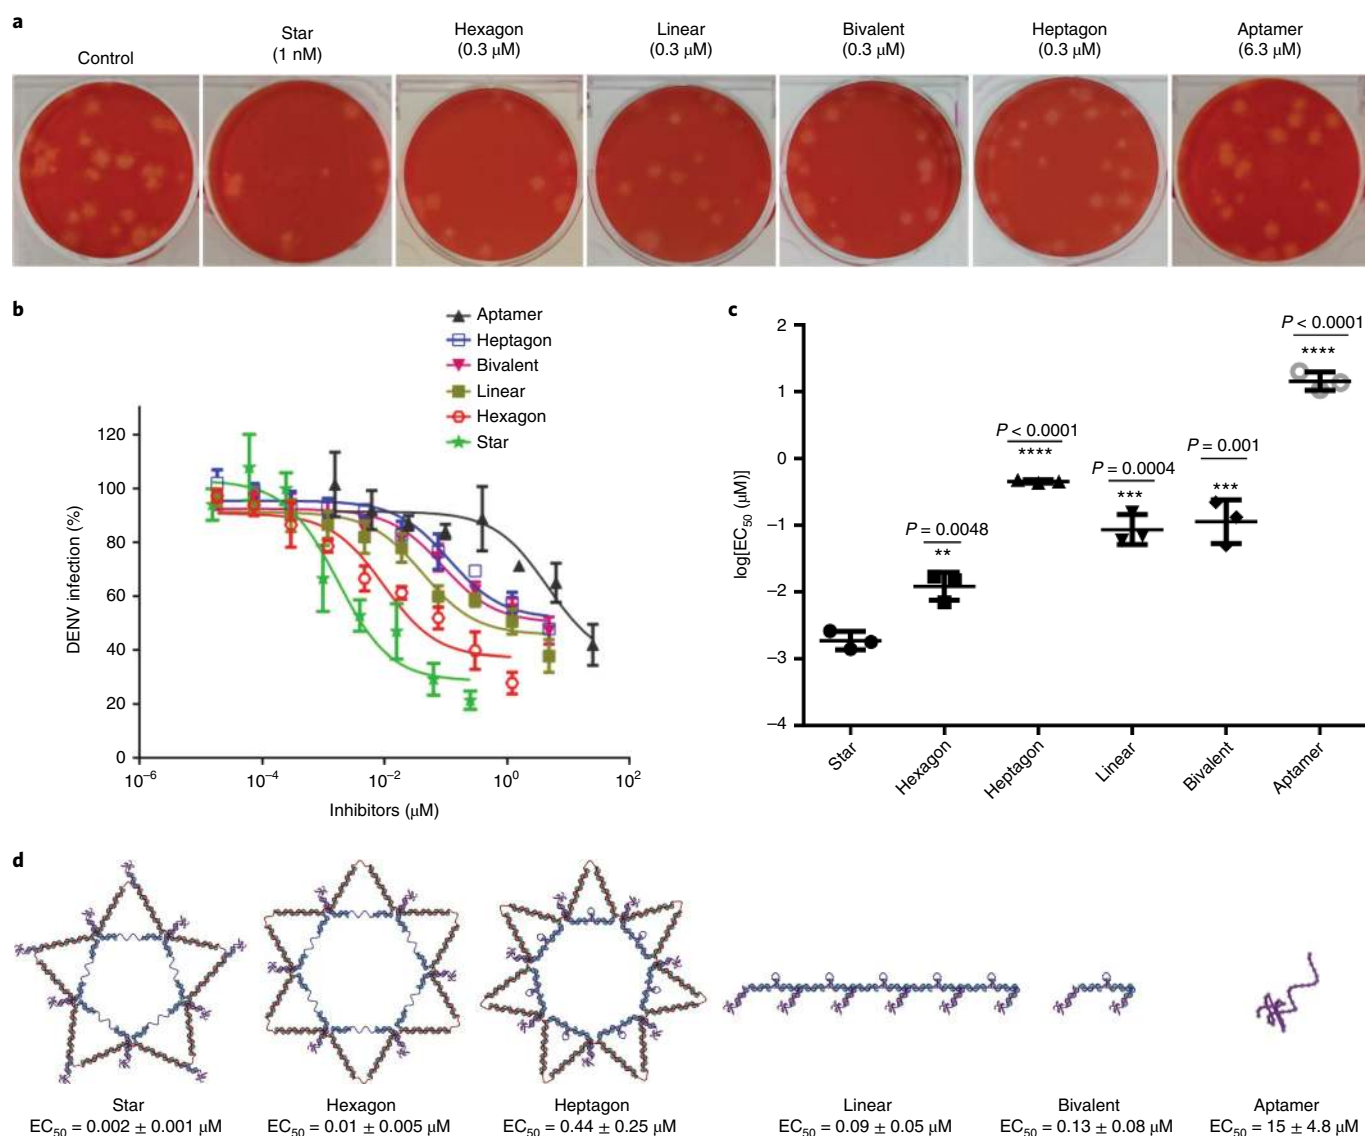 a
Control
Star
(1 nM)
Hexagon
(0.3 μM)
Linear
(0.3 μM)
Bivalent
(0.3 μM)
Heptagon
(0.3 μM)
Aptamer
(6.3 μM)
b
Aptamer
Heptagon
Bivalent
Linear
Hexagon
Star
DENV infection (%)
120
100
80
60
40
20
0
10⁻⁶
10⁻⁴
10⁻²
10⁰
10²
Inhibitors (μM)
c
log[EC₅₀ (μM)]
2
1
0
−1
−2
−3
−4
P = 0.0048
**
P < 0.0001
****
P = 0.0004
***
P = 0.001
***
P < 0.0001
****
Star
Hexagon
Heptagon
Linear
Bivalent
Aptamer
d
Star
EC₅₀ = 0.002 ± 0.001 μM
Hexagon
EC₅₀ = 0.01 ± 0.005 μM
Heptagon
EC₅₀ = 0.44 ± 0.25 μM
Linear
EC₅₀ = 0.09 ± 0.05 μM
Bivalent
EC₅₀ = 0.13 ± 0.08 μM
Aptamer
EC₅₀ = 15 ± 4.8 μM